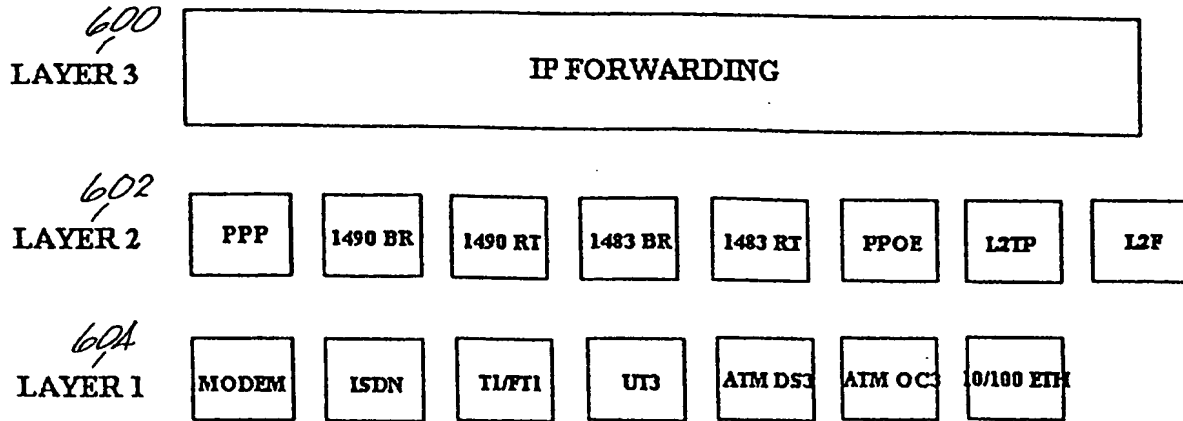 600
LAYER 3
IP FORWARDING
602
LAYER 2
PPP
1490 BR
1490 RT
1483 BR
1483 RT
PPOE
L2TP
L2F
604
LAYER 1
MODEM
ISDN
T1/FT1
UT3
ATM DS3
ATM OC3
10/100 ETH